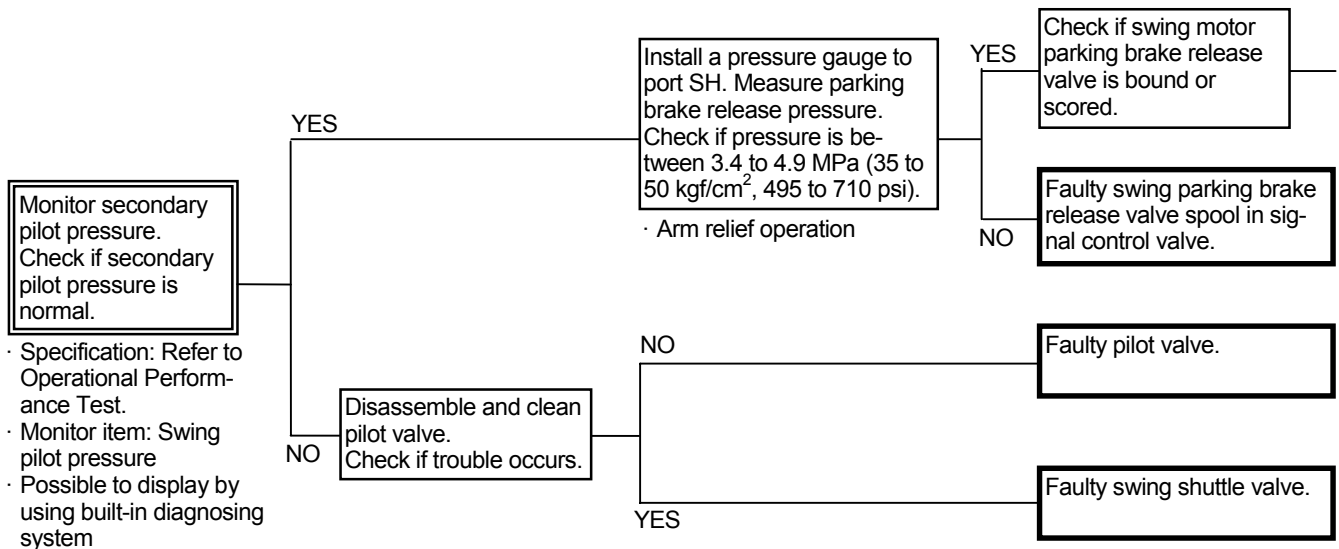 Monitor secondary
pilot pressure.
Check if secondary
pilot pressure is
normal.
· Specification: Refer to
Operational Perform-
ance Test.
· Monitor item: Swing
pilot pressure
· Possible to display by
using built-in diagnosing
system
YES
NO
Install a pressure gauge to
port SH. Measure parking
brake release pressure.
Check if pressure is be-
tween 3.4 to 4.9 MPa (35 to
50 kgf/cm², 495 to 710 psi).
· Arm relief operation
YES
NO
Check if swing motor
parking brake release
valve is bound or
scored.
Faulty swing parking brake
release valve spool in sig-
nal control valve.
Disassemble and clean
pilot valve.
Check if trouble occurs.
NO
YES
Faulty pilot valve.
Faulty swing shuttle valve.